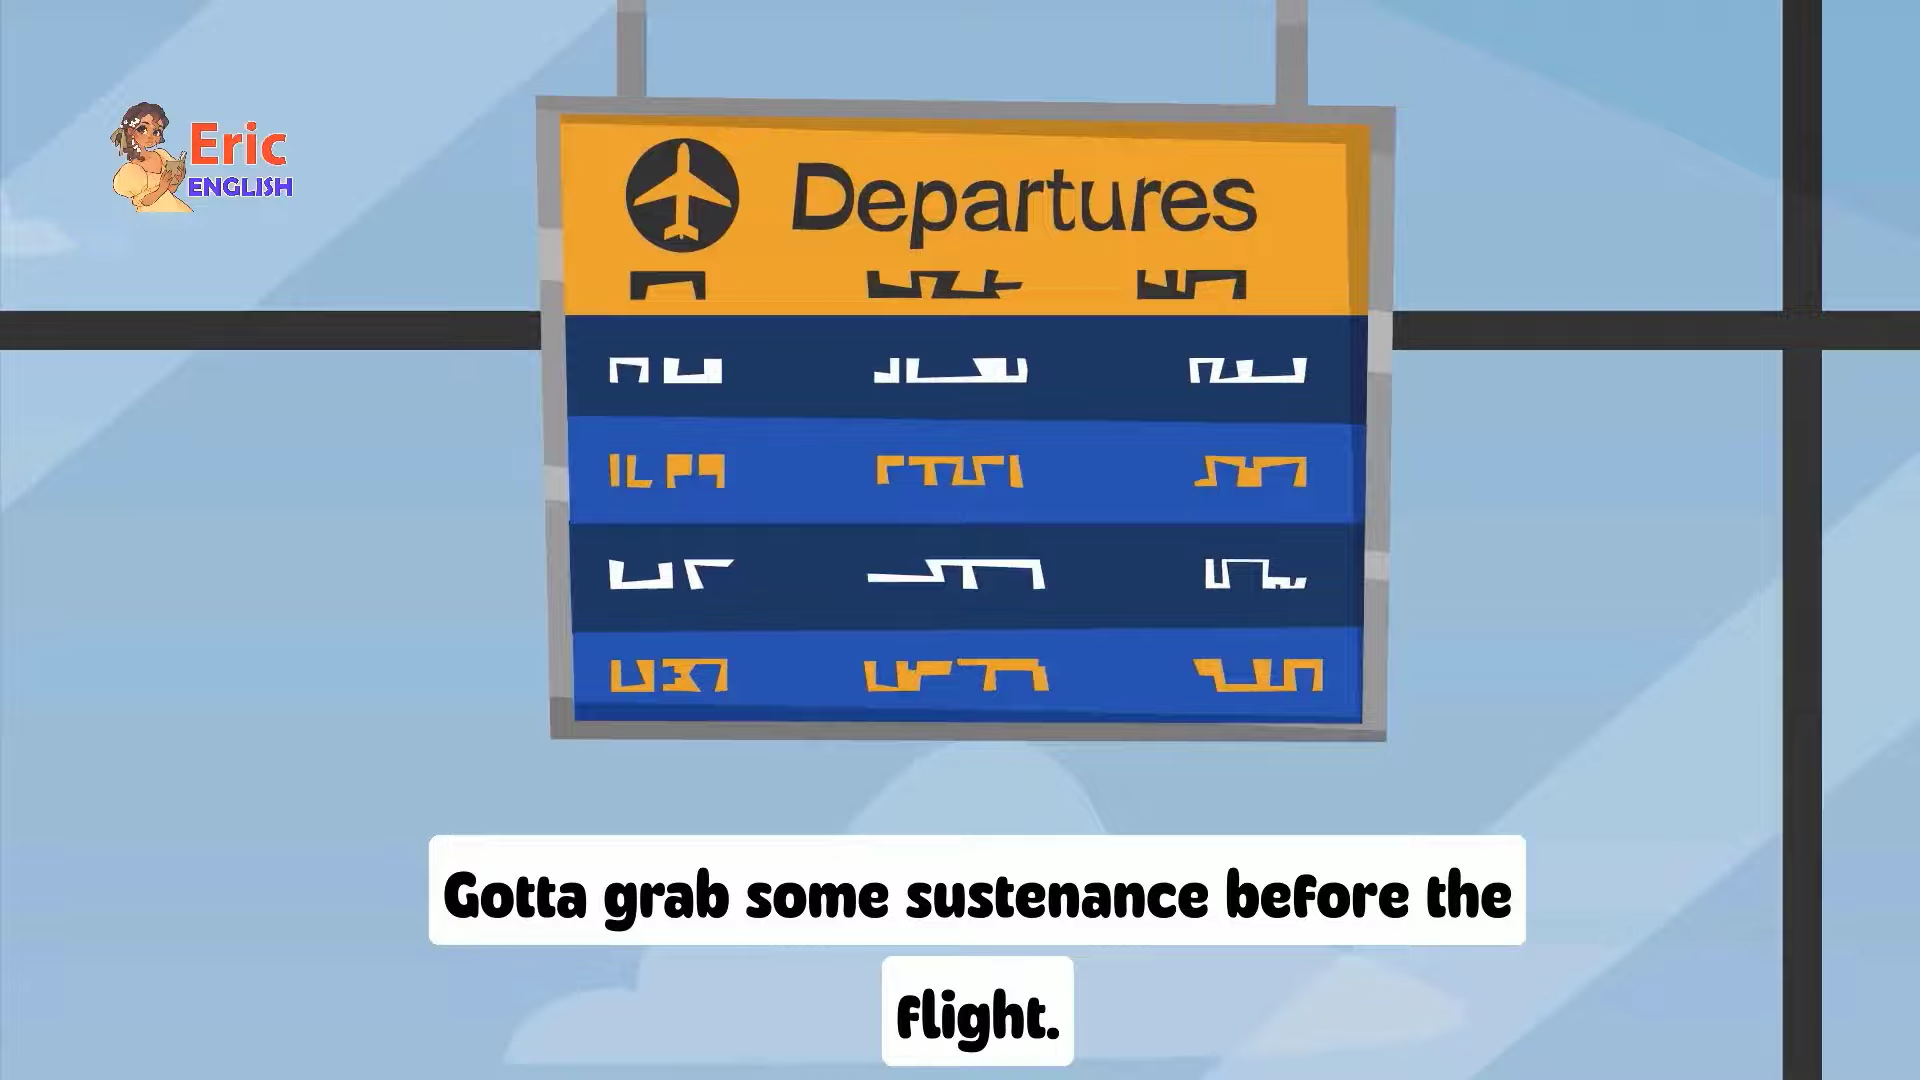 Eric
ENGLISH
Departures
Gotta grab some sustenance before the
flight.